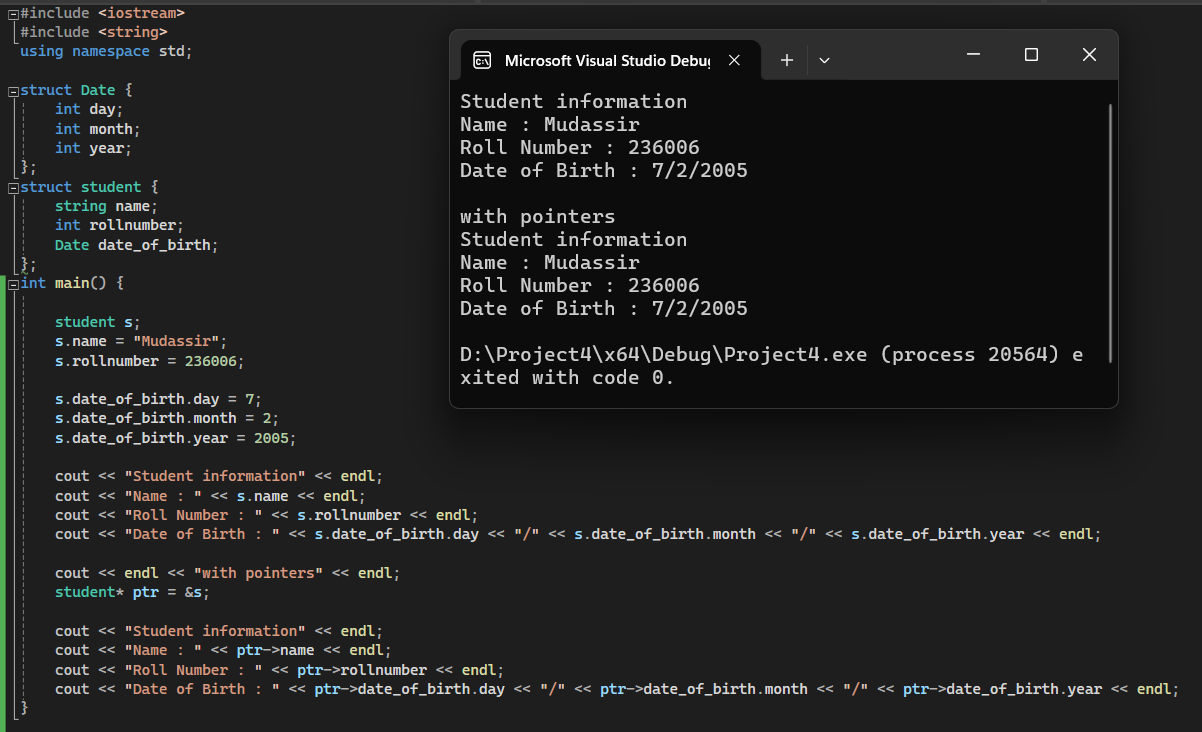 #include <iostream>
#include <string>
using namespace std;

struct Date {
    int day;
    int month;
    int year;
};
struct student {
    string name;
    int rollnumber;
    Date date_of_birth;
};
int main() {

    student s;
    s.name = "Mudassir";
    s.rollnumber = 236006;

    s.date_of_birth.day = 7;
    s.date_of_birth.month = 2;
    s.date_of_birth.year = 2005;

    cout << "Student information" << endl;
    cout << "Name : " << s.name << endl;
    cout << "Roll Number : " << s.rollnumber << endl;
    cout << "Date of Birth : " << s.date_of_birth.day << "/" << s.date_of_birth.month << "/" << s.date_of_birth.year << endl;

    cout << endl << "with pointers" << endl;
    student* ptr = &s;

    cout << "Student information" << endl;
    cout << "Name : " << ptr->name << endl;
    cout << "Roll Number : " << ptr->rollnumber << endl;
    cout << "Date of Birth : " << ptr->date_of_birth.day << "/" << ptr->date_of_birth.month << "/" << ptr->date_of_birth.year << endl;
}
Microsoft Visual Studio Debug
Student information
Name : Mudassir
Roll Number : 236006
Date of Birth : 7/2/2005

with pointers
Student information
Name : Mudassir
Roll Number : 236006
Date of Birth : 7/2/2005

D:\Project4\x64\Debug\Project4.exe (process 20564) e
xited with code 0.